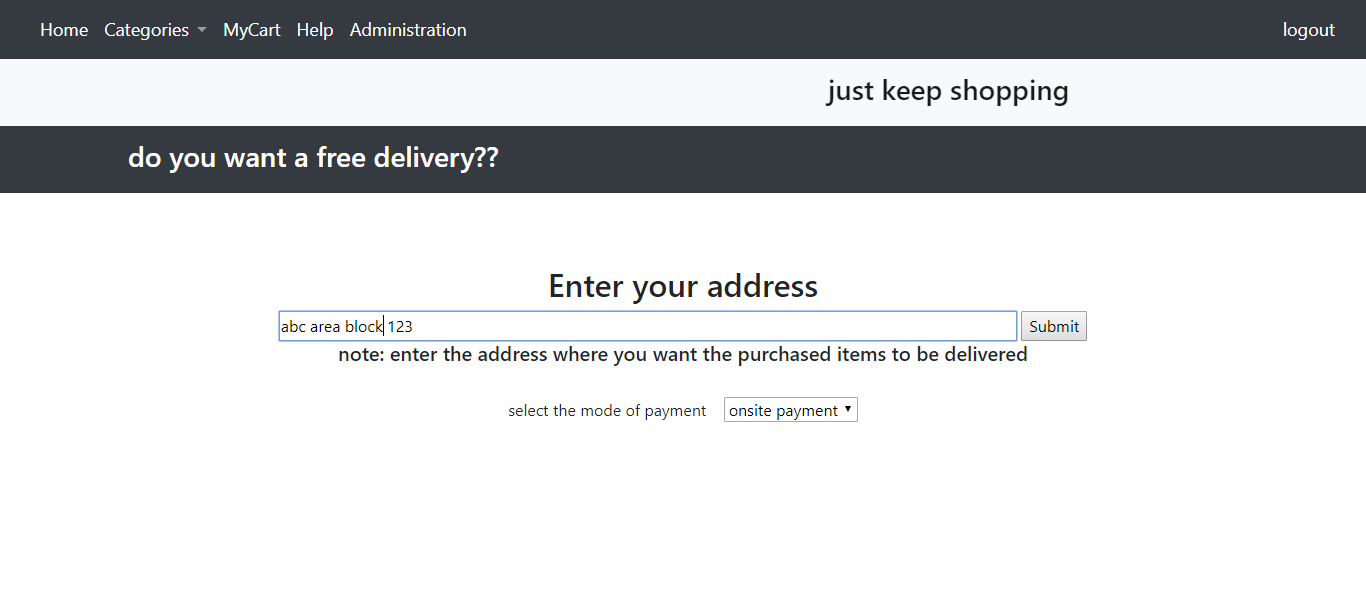 Home Categories MyCart Help Administration logout
just keep shopping
do you want a free delivery??
Enter your address
abc area block 123 Submit
note: enter the address where you want the purchased items to be delivered
select the mode of payment onsite payment